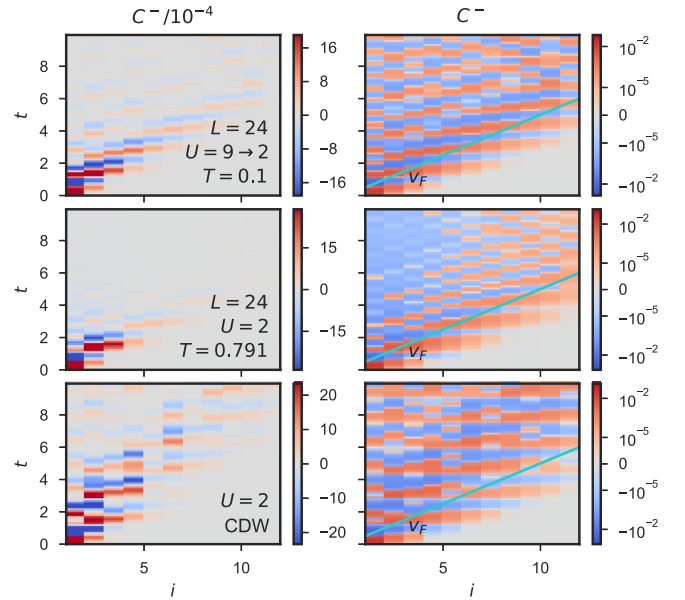 C⁻/10⁻⁴
C⁻
t
8
6
4
2
0
L = 24
U = 9 → 2
T = 0.1
16
8
0
−8
−16
v_F
10⁻²
10⁻⁵
0
−10⁻⁵
−10⁻²
t
8
6
4
2
0
L = 24
U = 2
T = 0.791
15
0
−15
v_F
10⁻²
10⁻⁵
0
−10⁻⁵
−10⁻²
t
8
6
4
2
0
U = 2
CDW
20
10
0
−10
−20
v_F
10⁻²
10⁻⁵
0
−10⁻⁵
−10⁻²
5
10
5
10
i
i